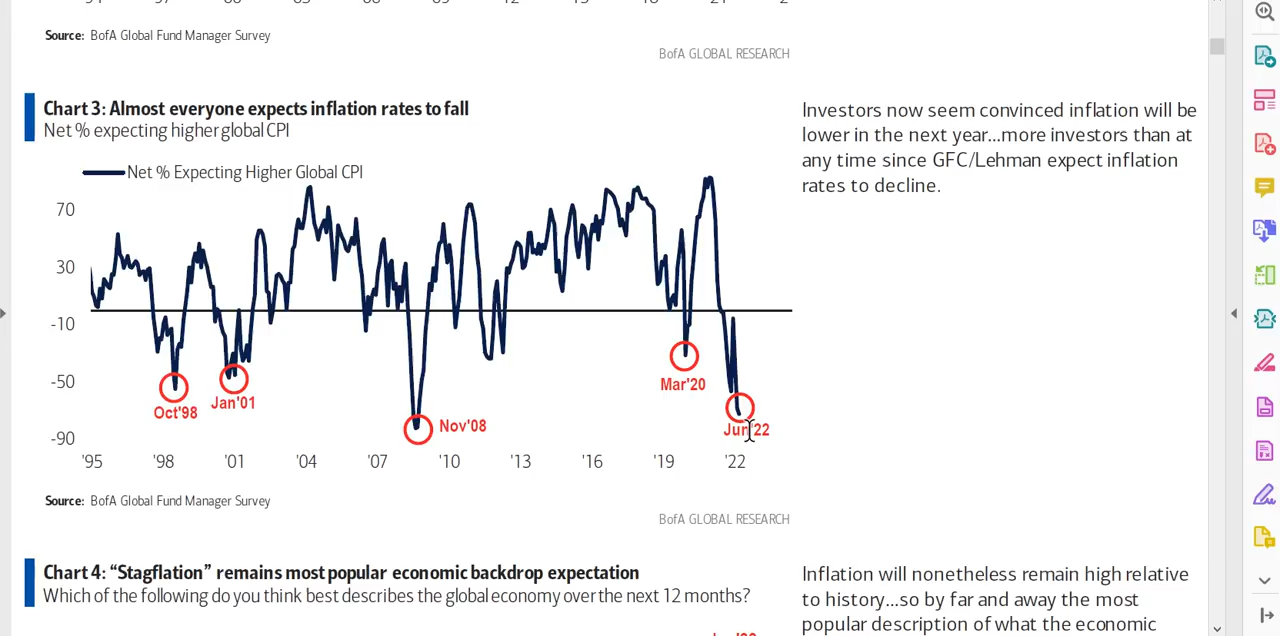 Source: BofA Global Fund Manager Survey
BofA GLOBAL RESEARCH
Chart 3: Almost everyone expects inflation rates to fall
Net % expecting higher global CPI
Net % Expecting Higher Global CPI
70
30
-10
-50
-90
Oct'98
Jan'01
Nov'08
Mar'20
'95 '98 '01 '04 '07 '10 '13 '16 '19 '22
Source: BofA Global Fund Manager Survey
BofA GLOBAL RESEARCH
Investors now seem convinced inflation will be
lower in the next year...more investors than at
any time since GFC/Lehman expect inflation
rates to decline.
Chart 4: “Stagflation” remains most popular economic backdrop expectation
Which of the following do you think best describes the global economy over the next 12 months?
Inflation will nonetheless remain high relative
to history...so by far and away the most
popular description of what the economic